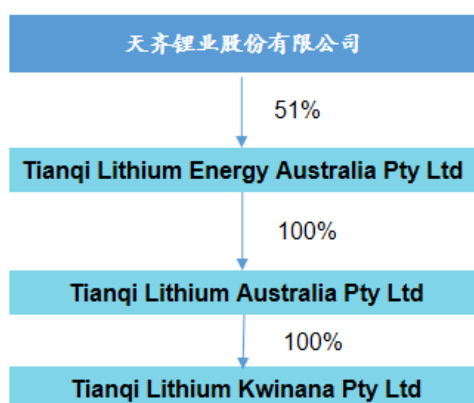 天齐锂业股份有限公司
51%
Tianqi Lithium Energy Australia Pty Ltd
100%
Tianqi Lithium Australia Pty Ltd
100%
Tianqi Lithium Kwinana Pty Ltd